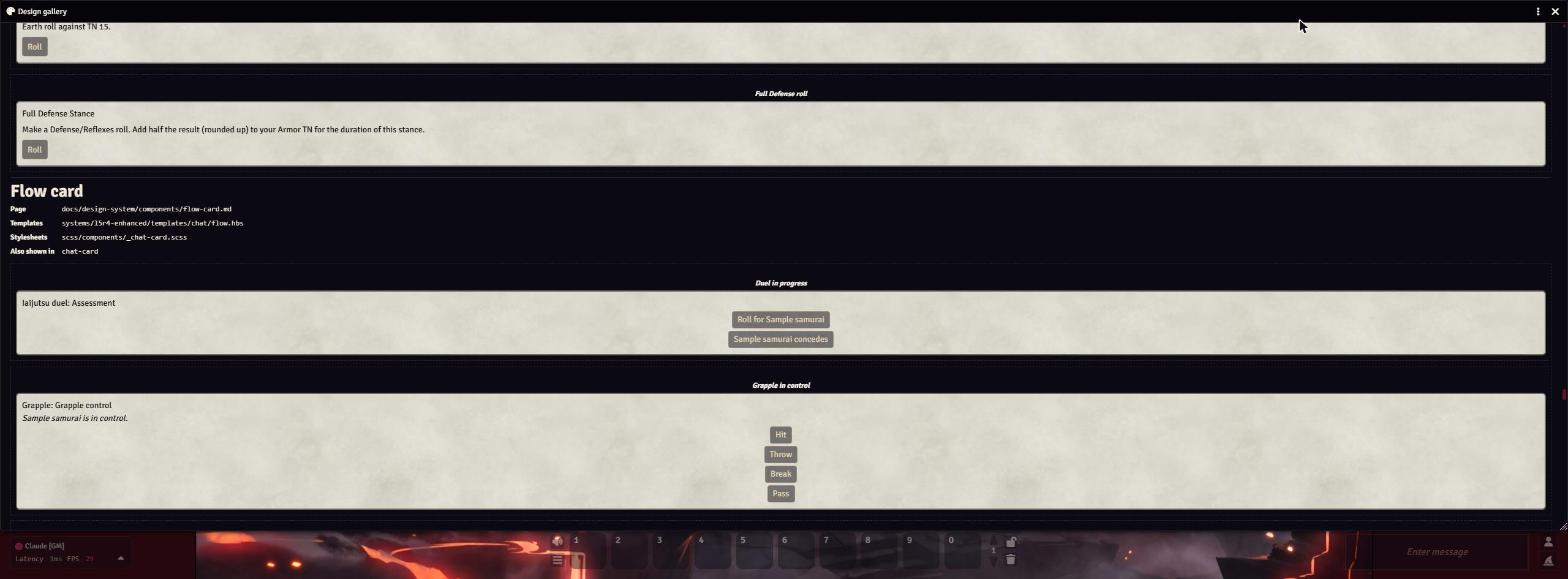 Design gallery
Earth roll against TN 15.
Roll
Full Defense roll
Full Defense Stance
Make a Defense/Reflexes roll. Add half the result (rounded up) to your Armor TN for the duration of this stance.
Roll
Flow card
Page docs/design-system/components/flow-card.md
Templates systems/l5r4-enhanced/templates/chat/flow.hbs
Stylesheets scss/components/_chat-card.scss
Also shown in chat-card
Duel in progress
Iaijutsu duel: Assessment
Roll for Sample samurai
Sample samurai concedes
Grapple in control
Grapple: Grapple control
Sample samurai is in control.
Hit
Throw
Break
Pass
Claude [GM]
Latency 3ms FPS 29
1 2 3 4 5 6 7 8 9 0
1
Enter message